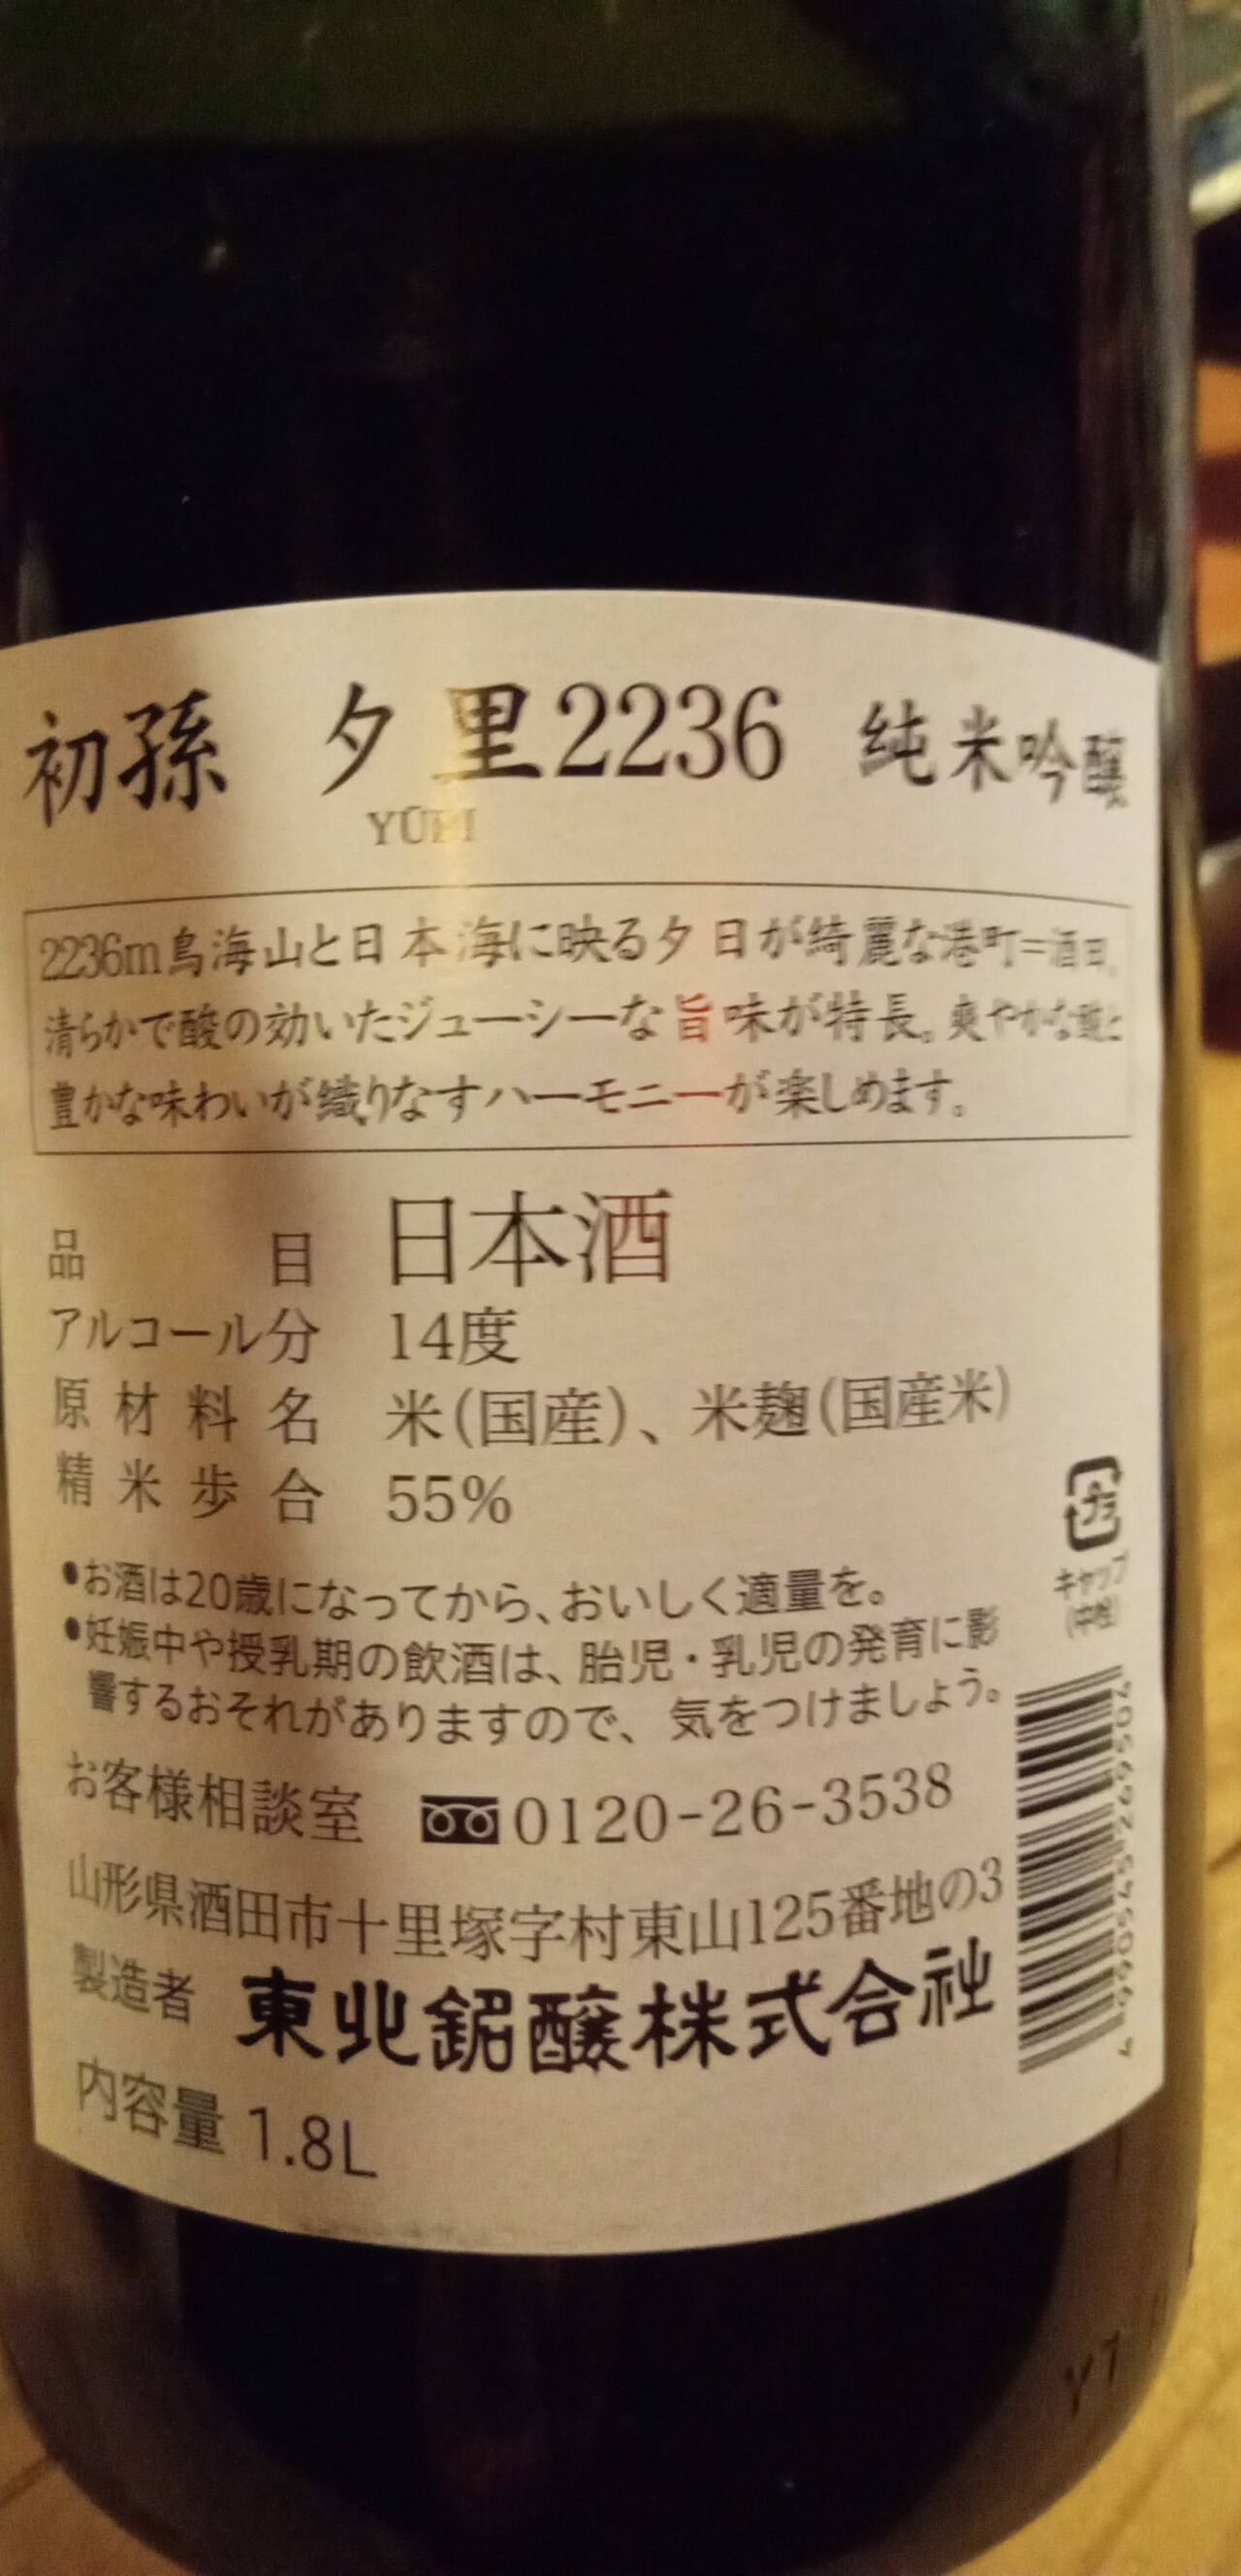 初孫 夕里2236 純米吟醸
YŪRI
2236m鳥海山と日本海に映る夕日が綺麗な港町=酒田。
清らかで酸の効いたジューシーな旨味が特長。爽やかな酸と
豊かな味わいが織りなすハーモニーが楽しめます。
品目 日本酒
アルコール分 14度
原材料名 米(国産)、米麹(国産米)
精米歩合 55%
プラ
キャップ
(中栓)
•お酒は20歳になってから、おいしく適量を。
•妊娠中や授乳期の飲酒は、胎児・乳児の発育に影
響するおそれがありますので、気をつけましょう。
お客様相談室 0120-26-3538
山形県酒田市十里塚字村東山125番地の3
製造者 東北銘醸株式会社
内容量 1.8L